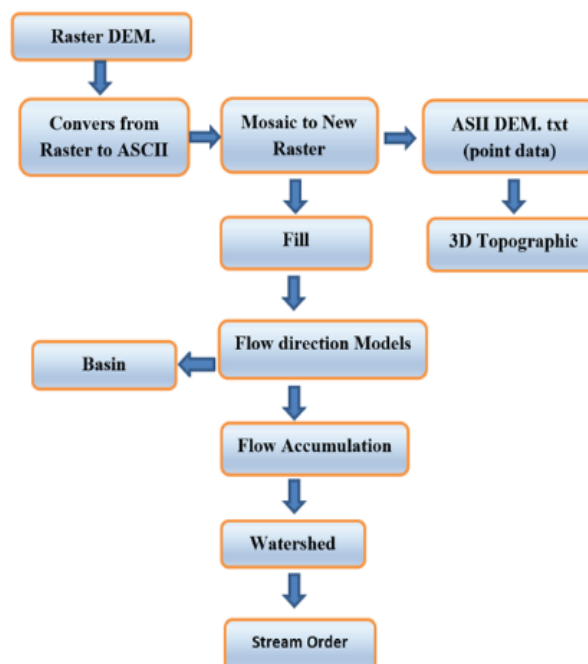 Raster DEM.
Convers from
Raster to ASCII
Mosaic to New
Raster
ASII DEM. txt
(point data)
Fill
3D Topographic
Flow direction Models
Basin
Flow Accumulation
Watershed
Stream Order